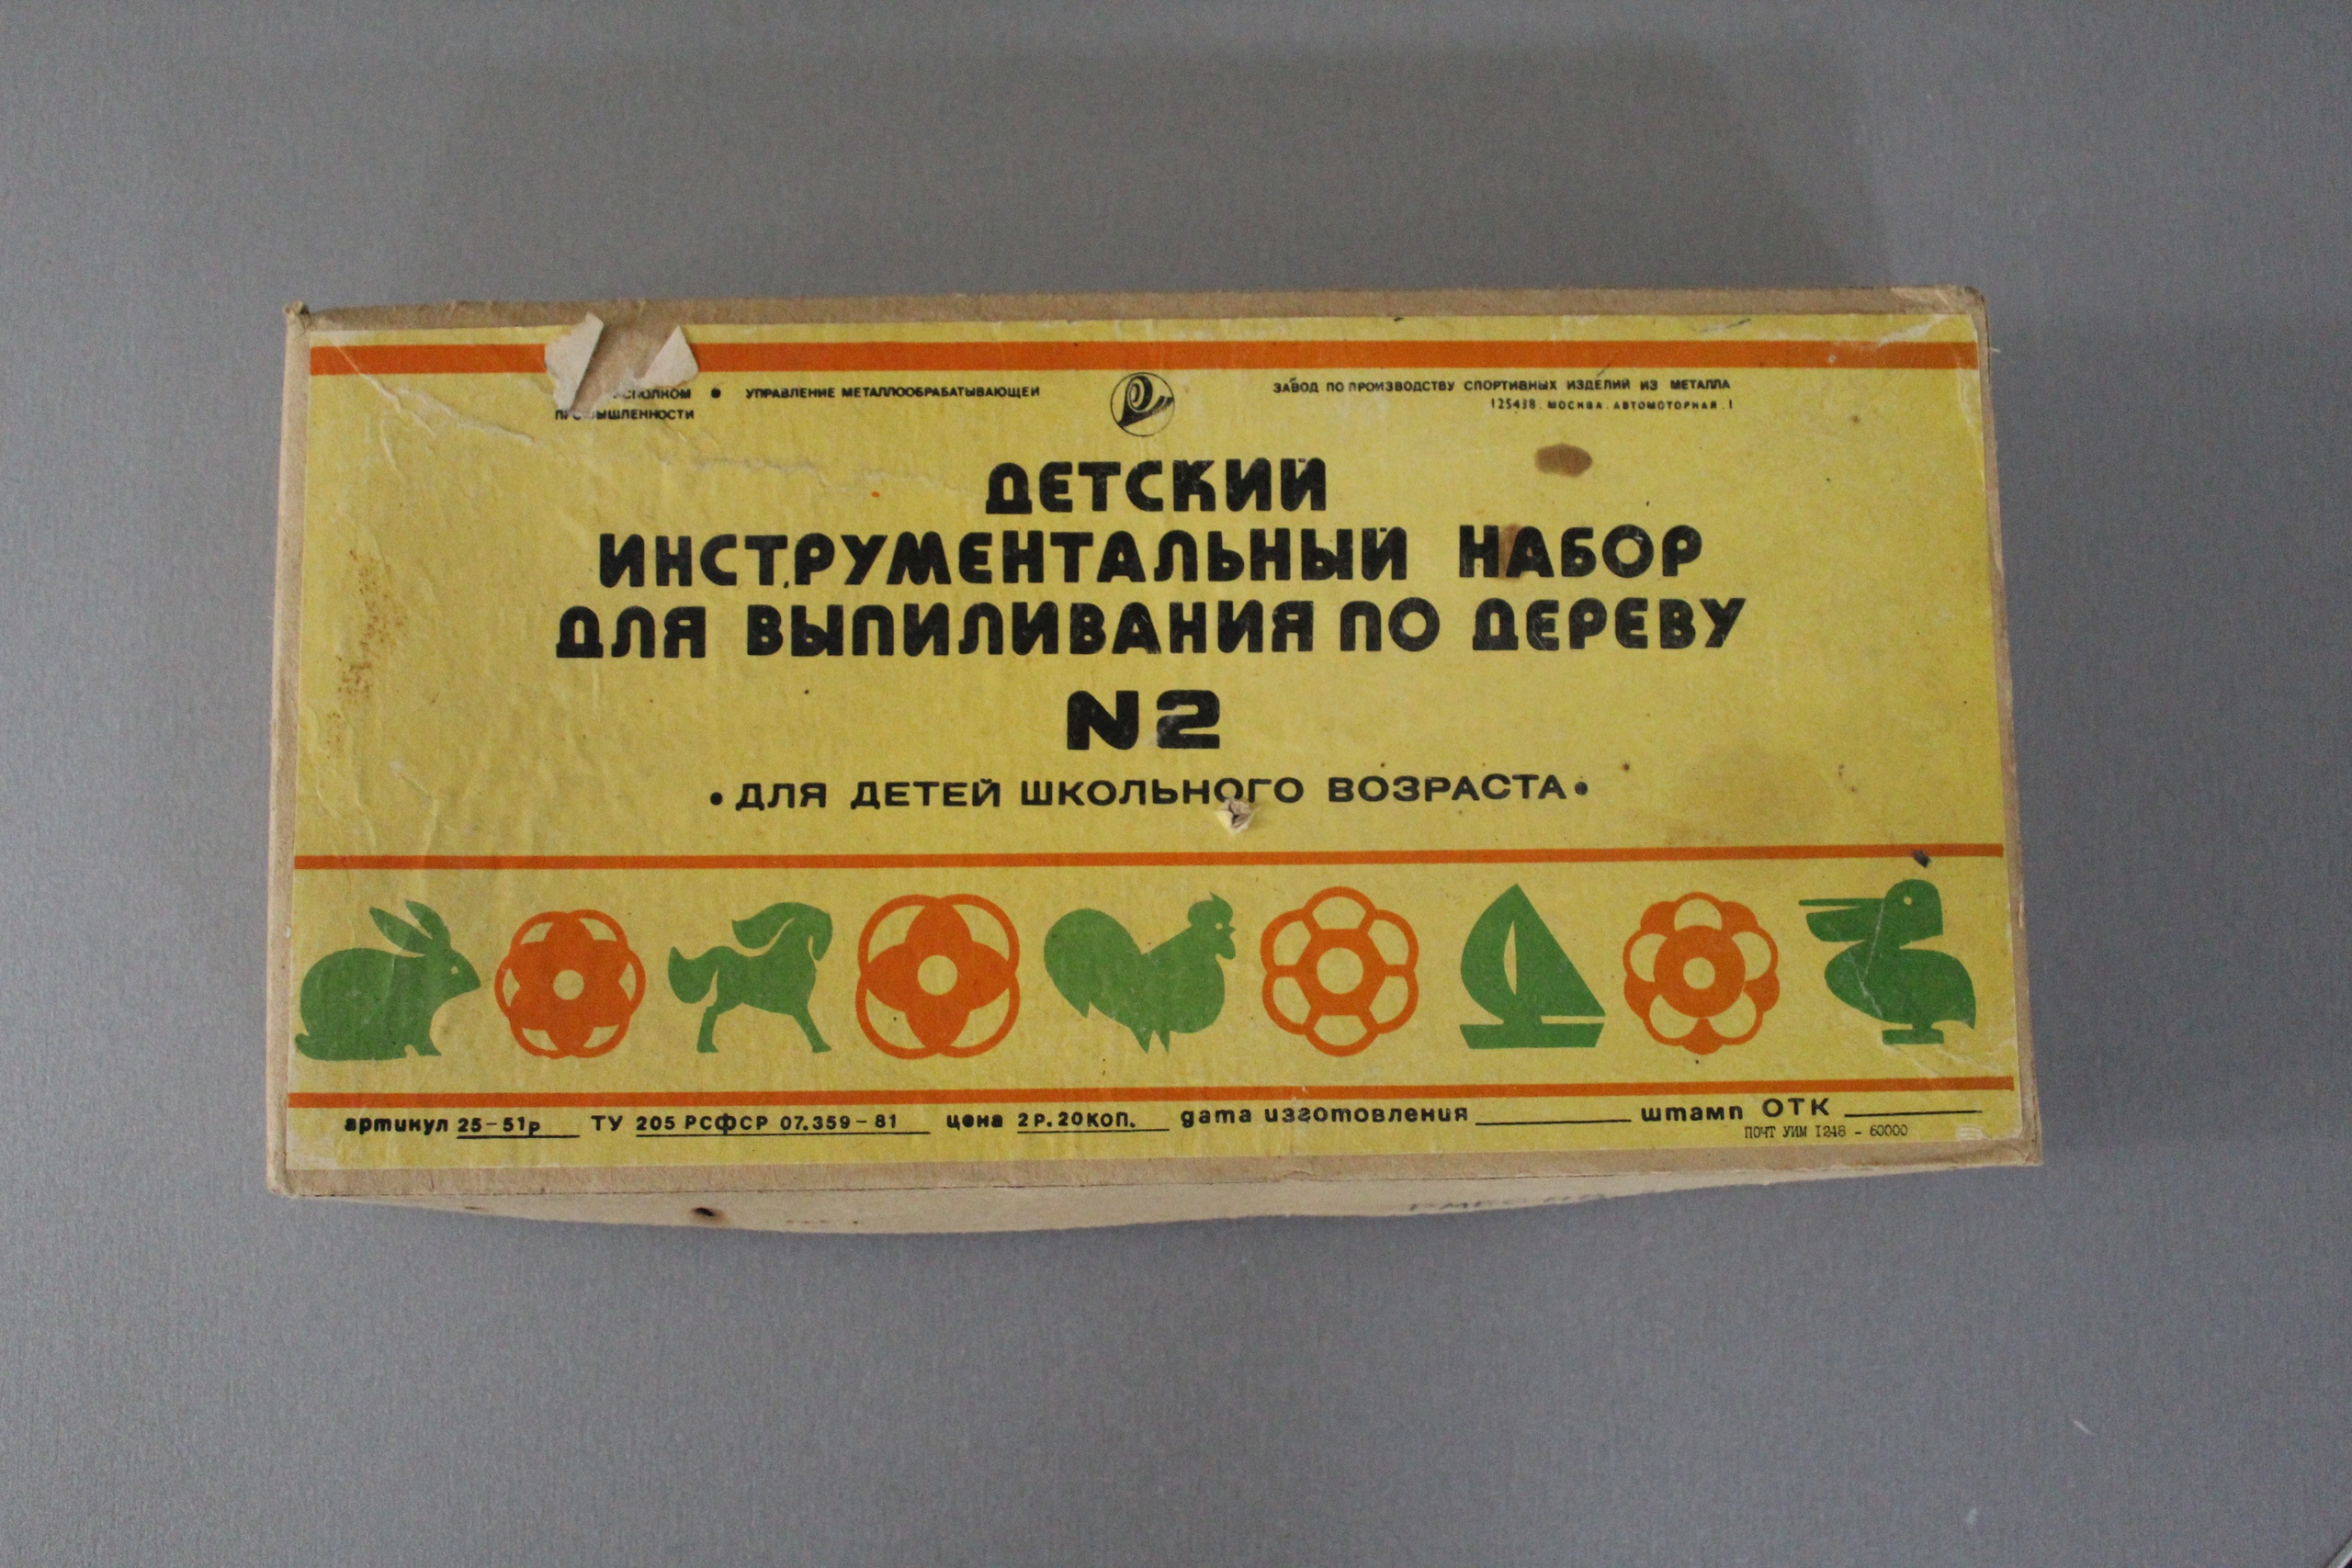 УПРАВЛЕНИЕ МЕТАЛЛООБРАБАТЫВАЮЩЕЙ
ПРОМЫШЛЕННОСТИ
ЗАВОД ПО ПРОИЗВОДСТВУ СПОРТИВНЫХ ИЗДЕЛИЙ ИЗ МЕТАЛЛА
125438. МОСКВА. АВТОМОТОРНАЯ. 1
ДЕТСКИЙ
ИНСТРУМЕНТАЛЬНЫЙ НАБОР
ДЛЯ ВЫПИЛИВАНИЯ ПО ДЕРЕВУ
N2
• ДЛЯ ДЕТЕЙ ШКОЛЬНОГО ВОЗРАСТА •
артикул 25-51р ТУ 205 РСФСР 07.359-81 цена 2Р.20КОП. дата изготовления штамп ОТК
ПОЧТ УИМ 1248 - 60000